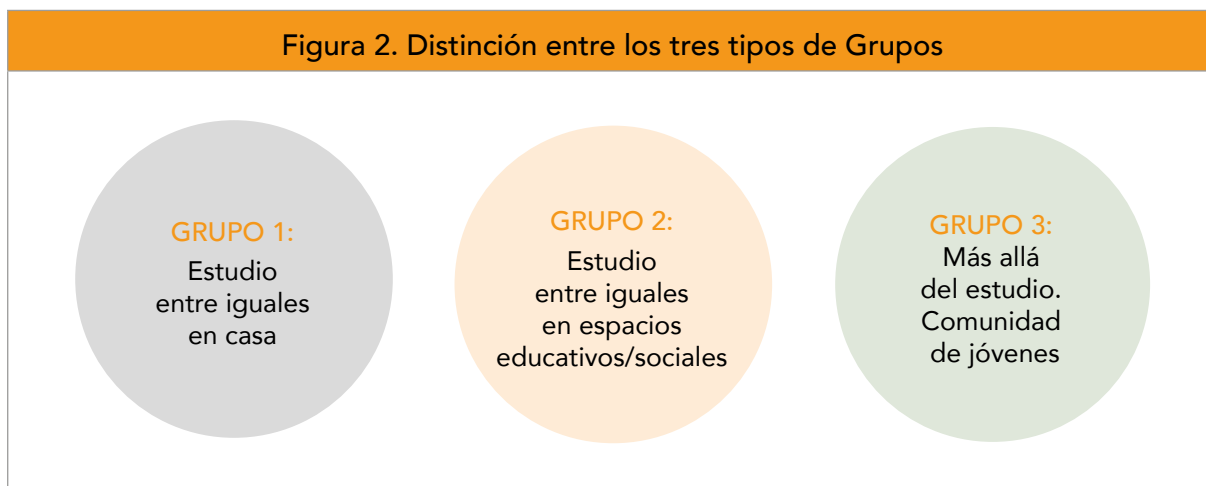 Figura 2. Distinción entre los tres tipos de Grupos
GRUPO 1:
Estudio
entre iguales
en casa
GRUPO 2:
Estudio
entre iguales
en espacios
educativos/sociales
GRUPO 3:
Más allá
del estudio.
Comunidad
de jóvenes